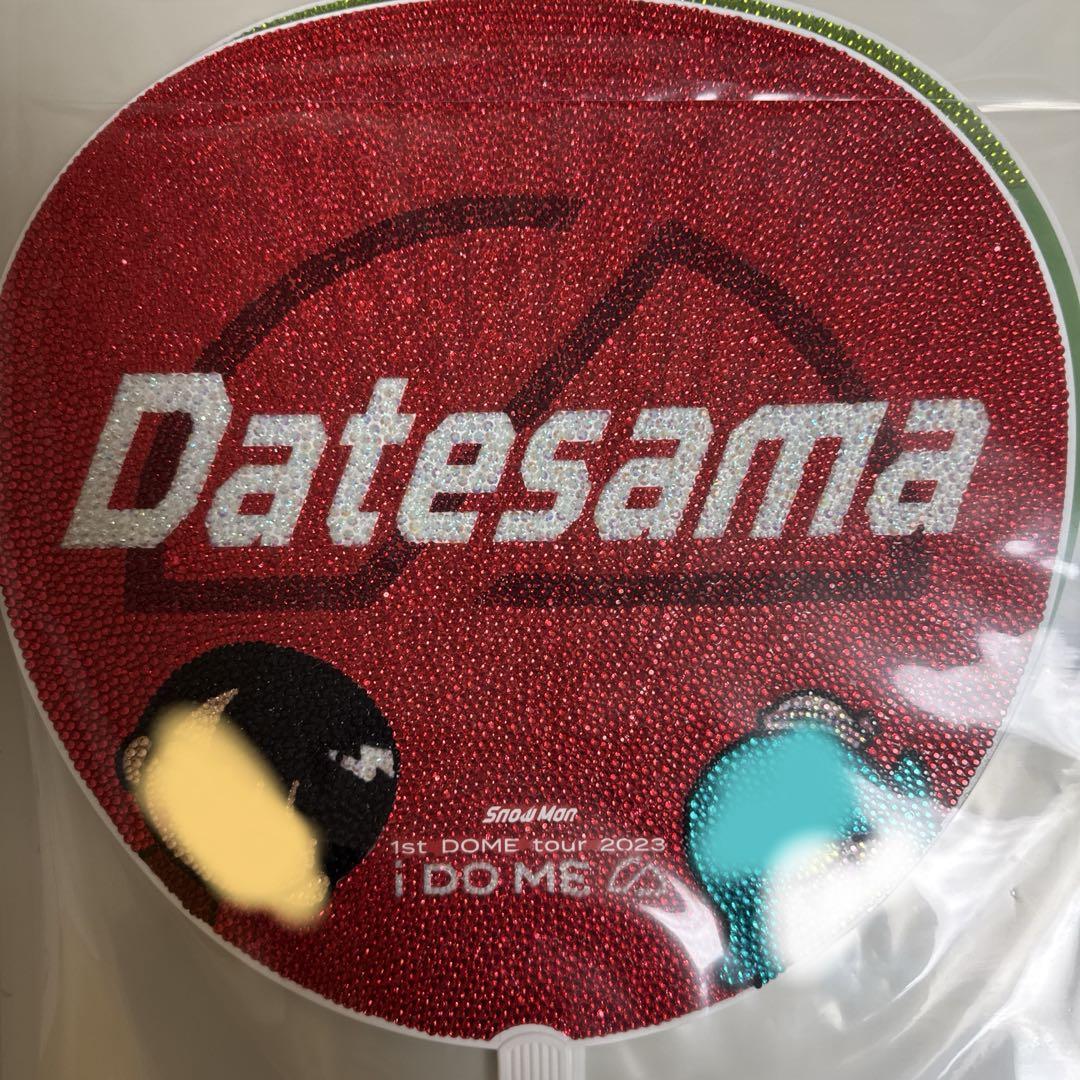 Datesama
Snow Man
1st DOME tour 2023
i DO ME